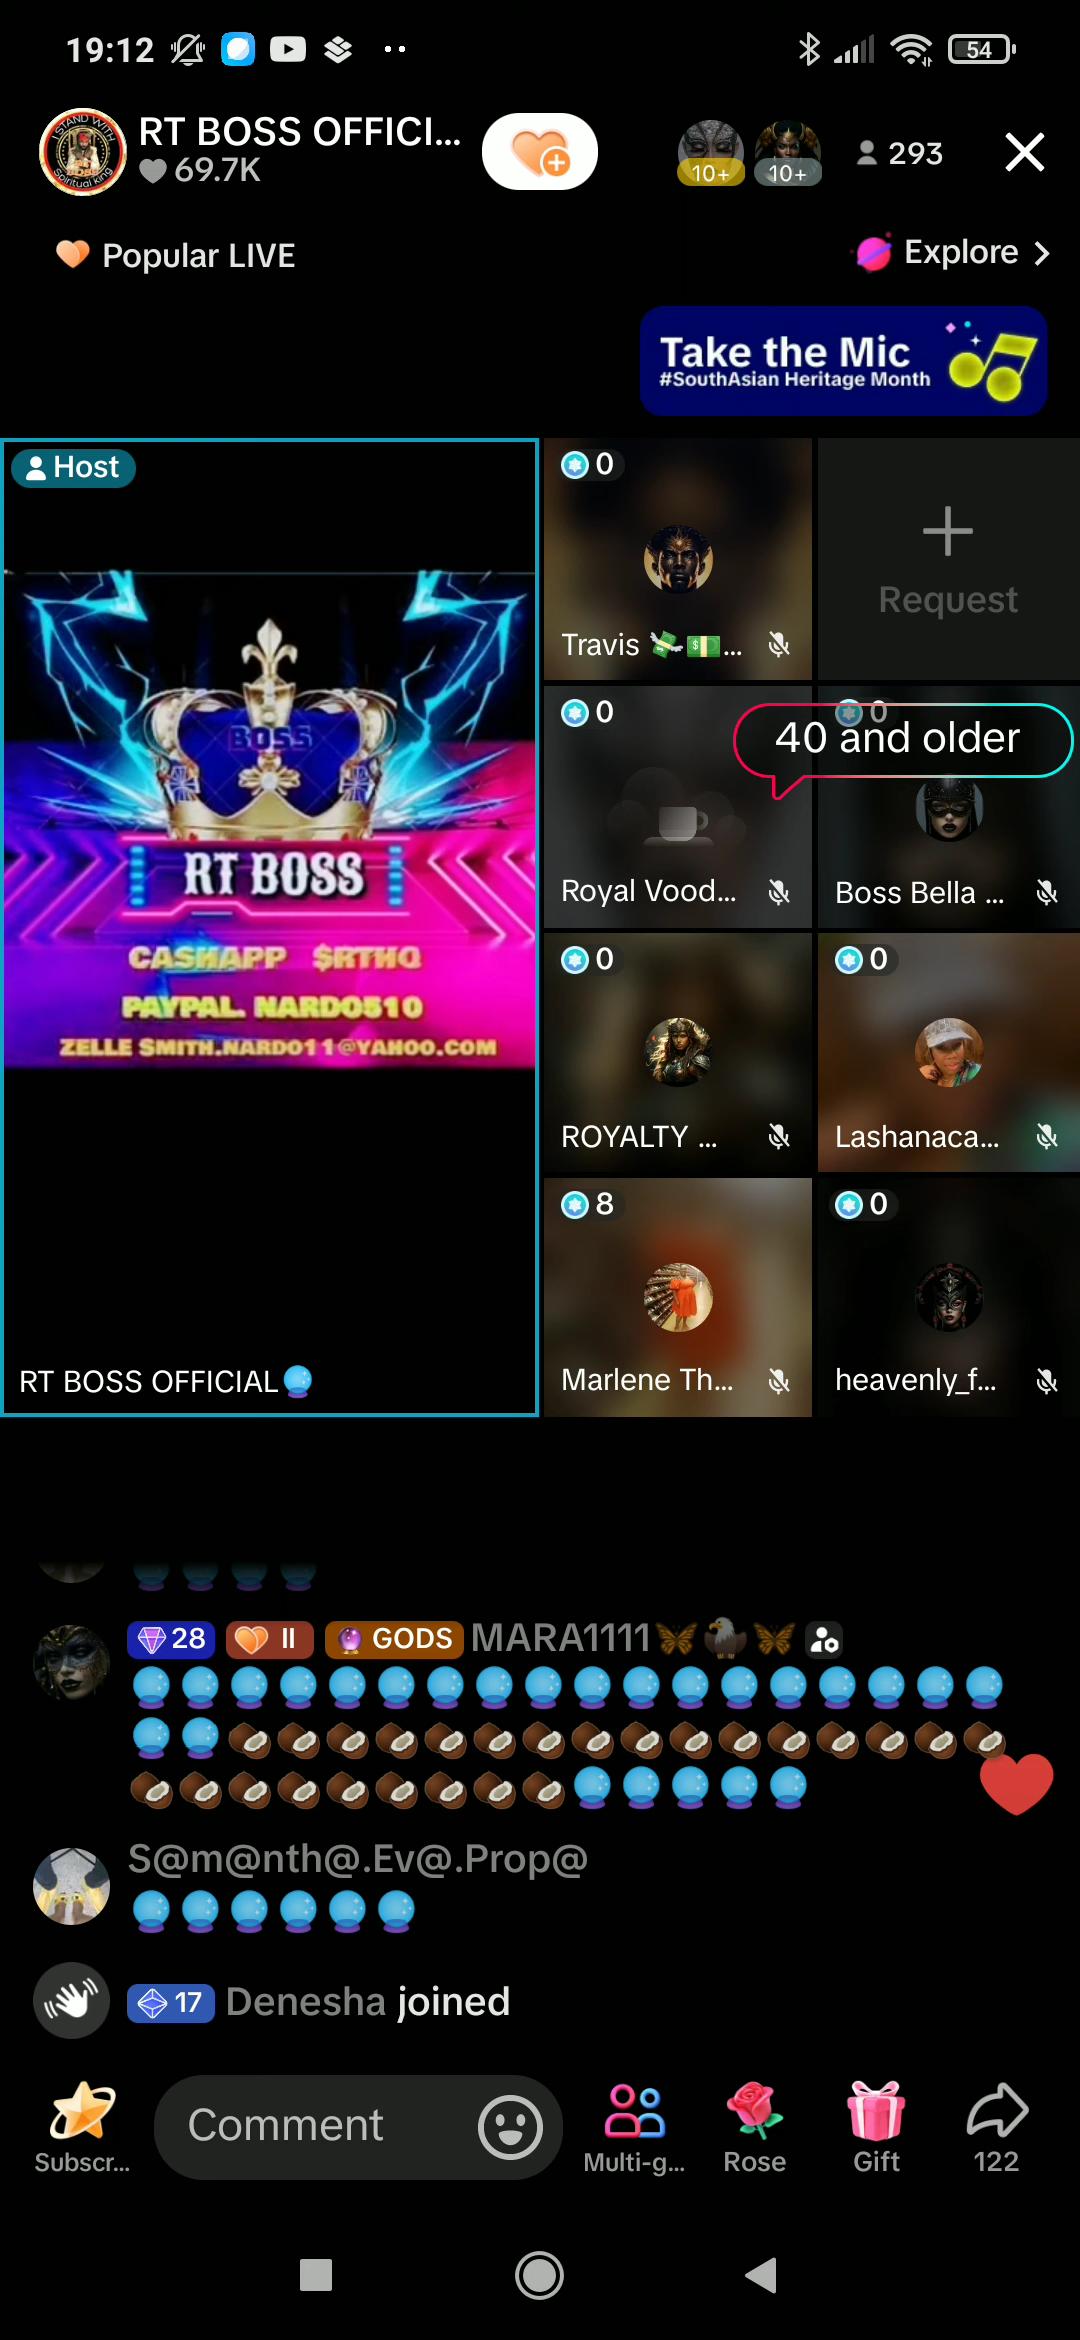 19:12
54
RT BOSS OFFICI...
69.7K
10+
10+
293
Popular LIVE
Explore
Take the Mic
#SouthAsian Heritage Month
Host
BOSS
RT BOSS
CASHAPP $RTHQ
PAYPAL. NARDO510
ZELLE SMITH.NARDO11@YAHOO.COM
RT BOSS OFFICIAL🔮
0
Travis 💸💵...
Request
0
Royal Vood...
0
40 and older
Boss Bella ...
0
ROYALTY ...
0
Lashanaca...
8
Marlene Th...
0
heavenly_f...
28 II GODS MARA1111🦋🦅🦋
🔮🔮🔮🔮🔮🔮🔮🔮🔮🔮🔮🔮🔮🔮🔮🔮🔮🔮
🔮🔮🥥🥥🥥🥥🥥🥥🥥🥥🥥🥥🥥🥥🥥🥥🥥🥥
🥥🥥🥥🥥🥥🥥🥥🥥🥥🔮🔮🔮🔮🔮
S@m@nth@.Ev@.Prop@
🔮🔮🔮🔮🔮🔮
17 Denesha joined
Subscr...
Comment
Multi-g...
Rose
Gift
122